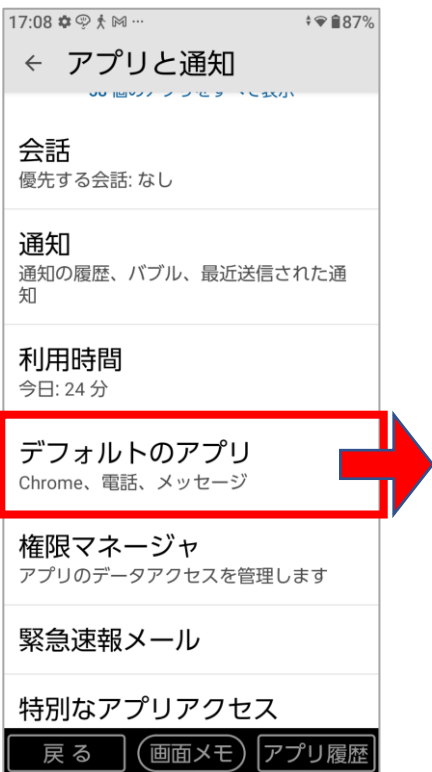 17:08
87%
← アプリと通知
会話
優先する会話: なし
通知
通知の履歴、バブル、最近送信された通
知
利用時間
今日: 24 分
デフォルトのアプリ
Chrome、電話、メッセージ
権限マネージャ
アプリのデータアクセスを管理します
緊急速報メール
特別なアプリアクセス
戻る
画面メモ
アプリ履歴